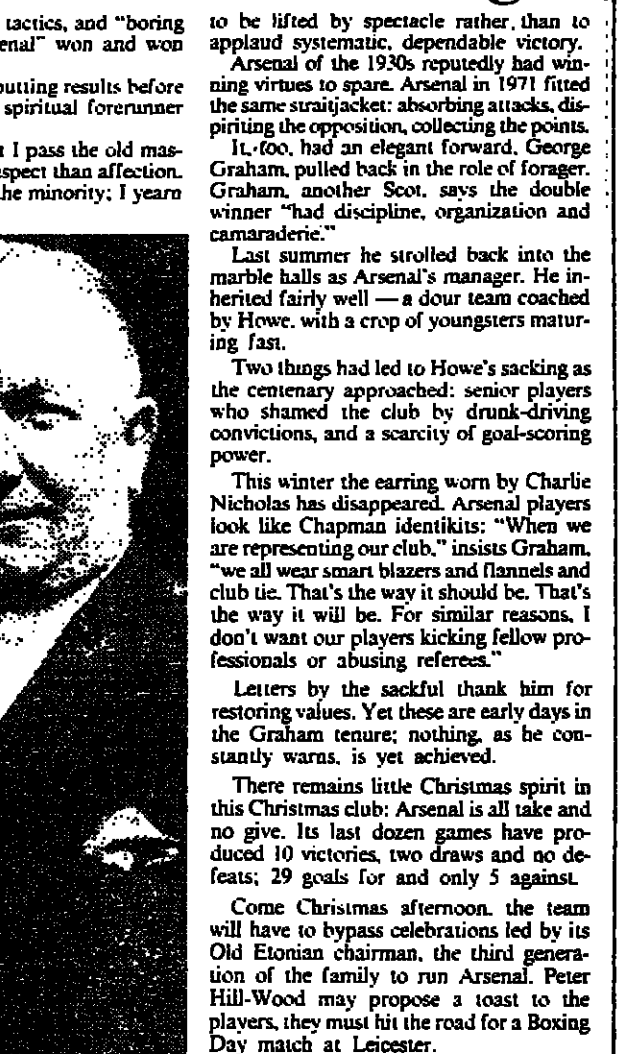 tactics, and "boring
enal" won and won
outting results before
spiritual forerunner
t I pass the old mas-
spect than affection.
he minority; I yearn
to be lifted by spectacle rather than to
applaud systematic, dependable victory.
Arsenal of the 1930s reputedly had win-
ning virtues to spare. Arsenal in 1971 fitted
the same straitjacket: absorbing attacks, dis-
piriting the opposition, collecting the points.
It, too, had an elegant forward, George
Graham, pulled back in the role of forager.
Graham, another Scot, says the double
winner "had discipline, organization and
camaraderie."
Last summer he strolled back into the
marble halls as Arsenal's manager. He in-
herited fairly well — a dour team coached
by Howe, with a crop of youngsters matur-
ing fast.
Two things had led to Howe's sacking as
the centenary approached: senior players
who shamed the club by drunk-driving
convictions, and a scarcity of goal-scoring
power.
This winter the earring worn by Charlie
Nicholas has disappeared. Arsenal players
look like Chapman identikits: "When we
are representing our club," insists Graham,
"we all wear smart blazers and flannels and
club tie. That's the way it should be. That's
the way it will be. For similar reasons, I
don't want our players kicking fellow pro-
fessionals or abusing referees."
Letters by the sackful thank him for
restoring values. Yet these are early days in
the Graham tenure; nothing, as he con-
stantly warns, is yet achieved.
There remains little Christmas spirit in
this Christmas club: Arsenal is all take and
no give. Its last dozen games have pro-
duced 10 victories, two draws and no de-
feats; 29 goals for and only 5 against.
Come Christmas afternoon, the team
will have to bypass celebrations led by its
Old Etonian chairman, the third genera-
tion of the family to run Arsenal. Peter
Hill-Wood may propose a toast to the
players, they must hit the road for a Boxing
Day match at Leicester.